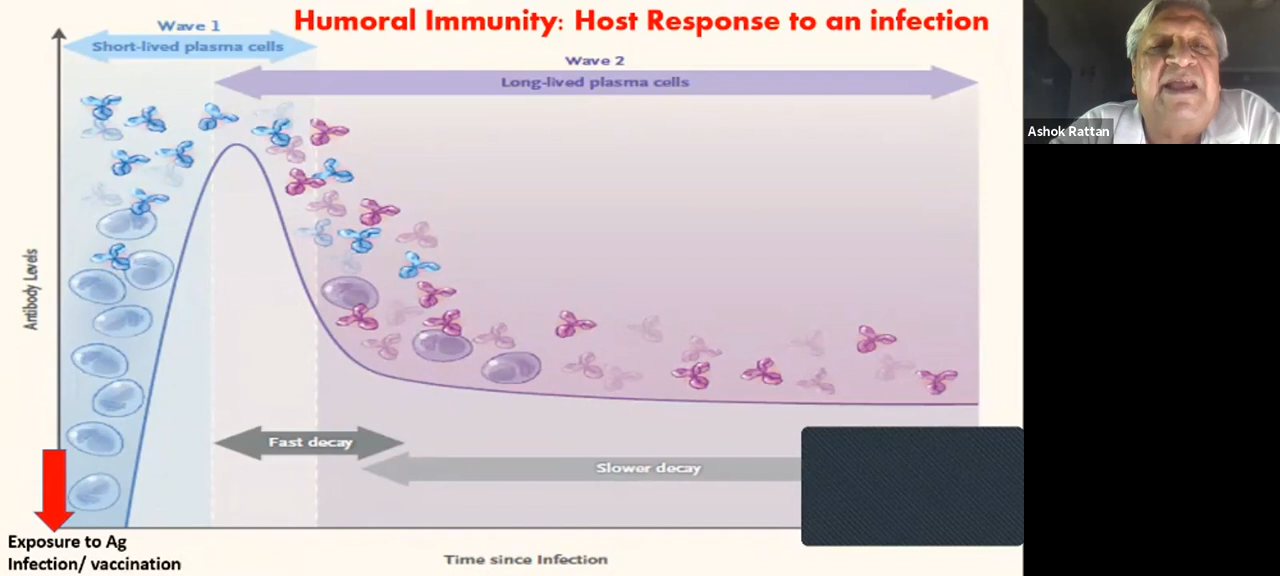 Humoral Immunity: Host Response to an infection
Wave 1
Short-lived plasma cells
Wave 2
Long-lived plasma cells
Ashok Rattan
Antibody Levels
Fast decay
Slower decay
Exposure to Ag
Infection/ vaccination
Time since Infection